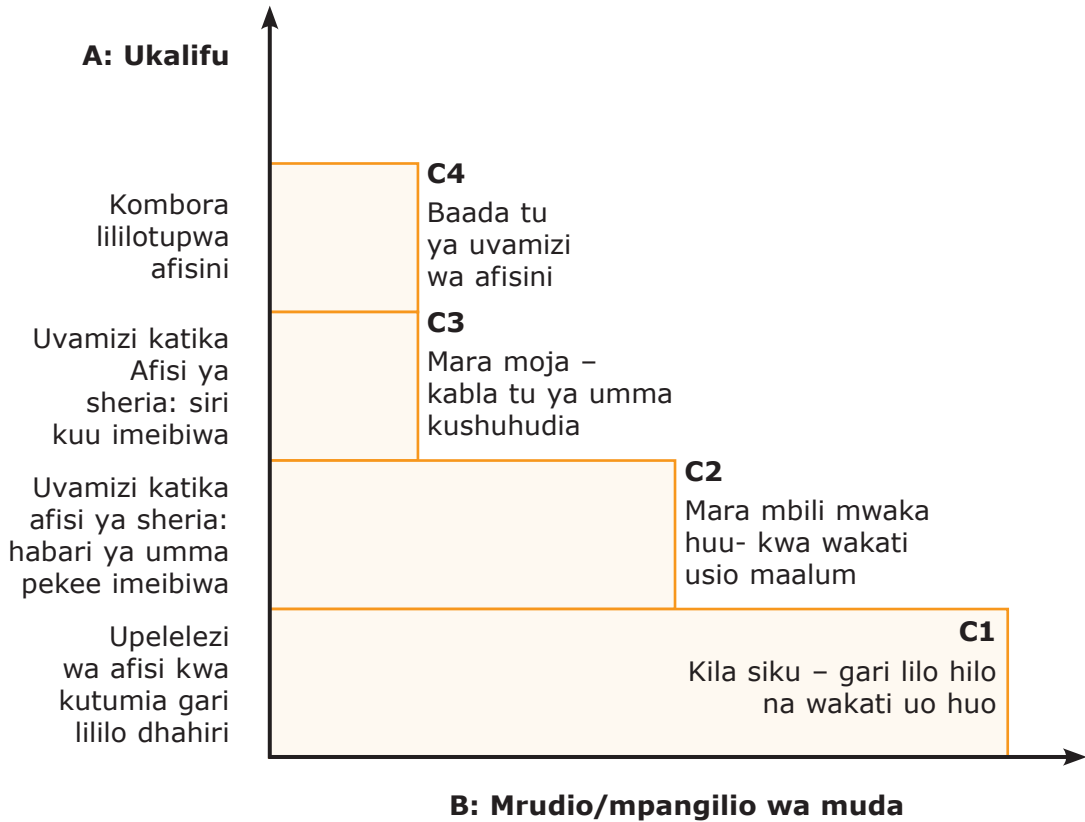 A: Ukalifu
Kombora
lililotupwa
afisini
C4
Baada tu
ya uvamizi
wa afisini
Uvamizi katika
Afisi ya
sheria: siri
kuu imeibiwa
C3
Mara moja –
kabla tu ya umma
kushuhudia
Uvamizi katika
afisi ya sheria:
habari ya umma
pekee imeibiwa
C2
Mara mbili mwaka
huu- kwa wakati
usio maalum
Upelelezi
wa afisi kwa
kutumia gari
lililo dhahiri
C1
Kila siku – gari lilo hilo
na wakati uo huo
B: Mrudio/mpangilio wa muda